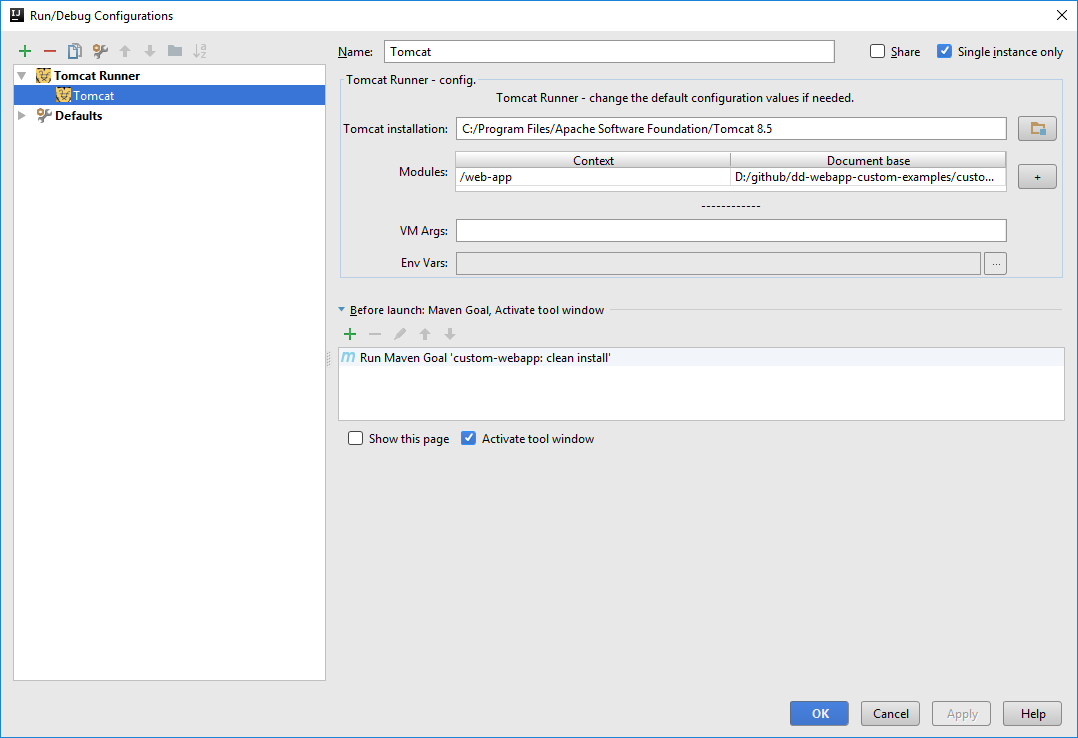 Run/Debug Configurations
Name: Tomcat Share Single instance only
Tomcat Runner
Tomcat
Defaults
Tomcat Runner - config.
Tomcat Runner - change the default configuration values if needed.
Tomcat installation: C:/Program Files/Apache Software Foundation/Tomcat 8.5
Modules:
Context Document base
/web-app D:/github/dd-webapp-custom-examples/custo...
+
------------
VM Args:
Env Vars: ...
Before launch: Maven Goal, Activate tool window
m Run Maven Goal 'custom-webapp: clean install'
Show this page Activate tool window
OK Cancel Apply Help